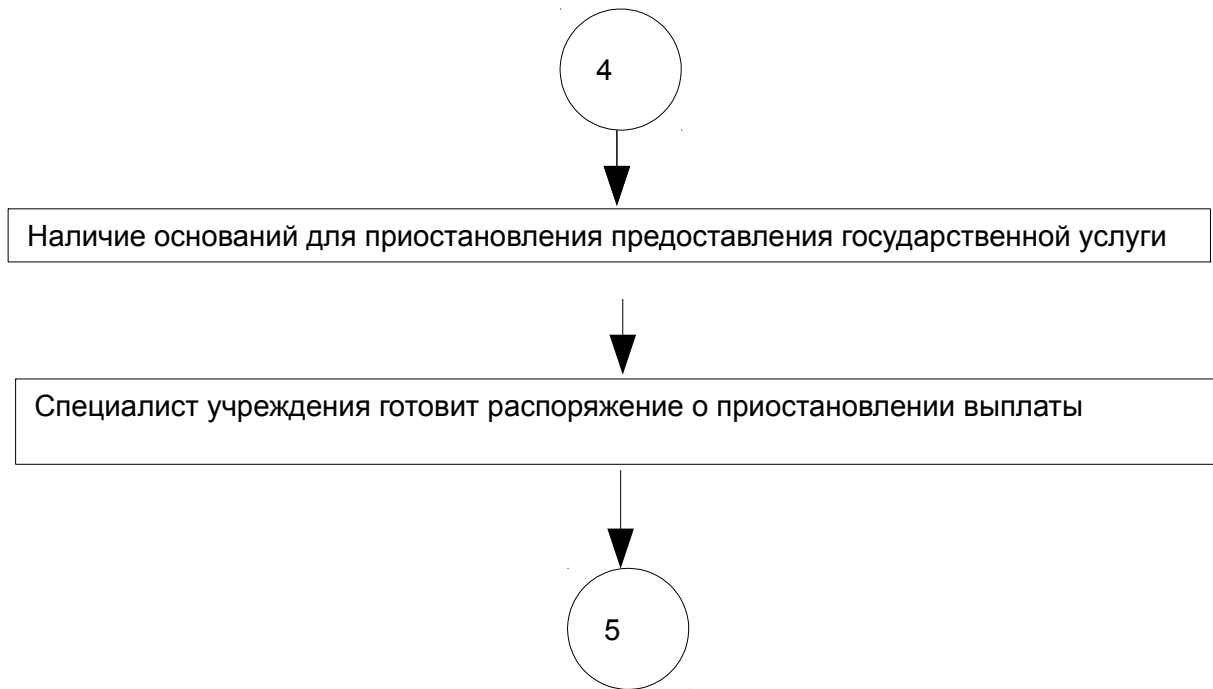 4
Наличие оснований для приостановления предоставления государственной услуги
Специалист учреждения готовит распоряжение о приостановлении выплаты
5